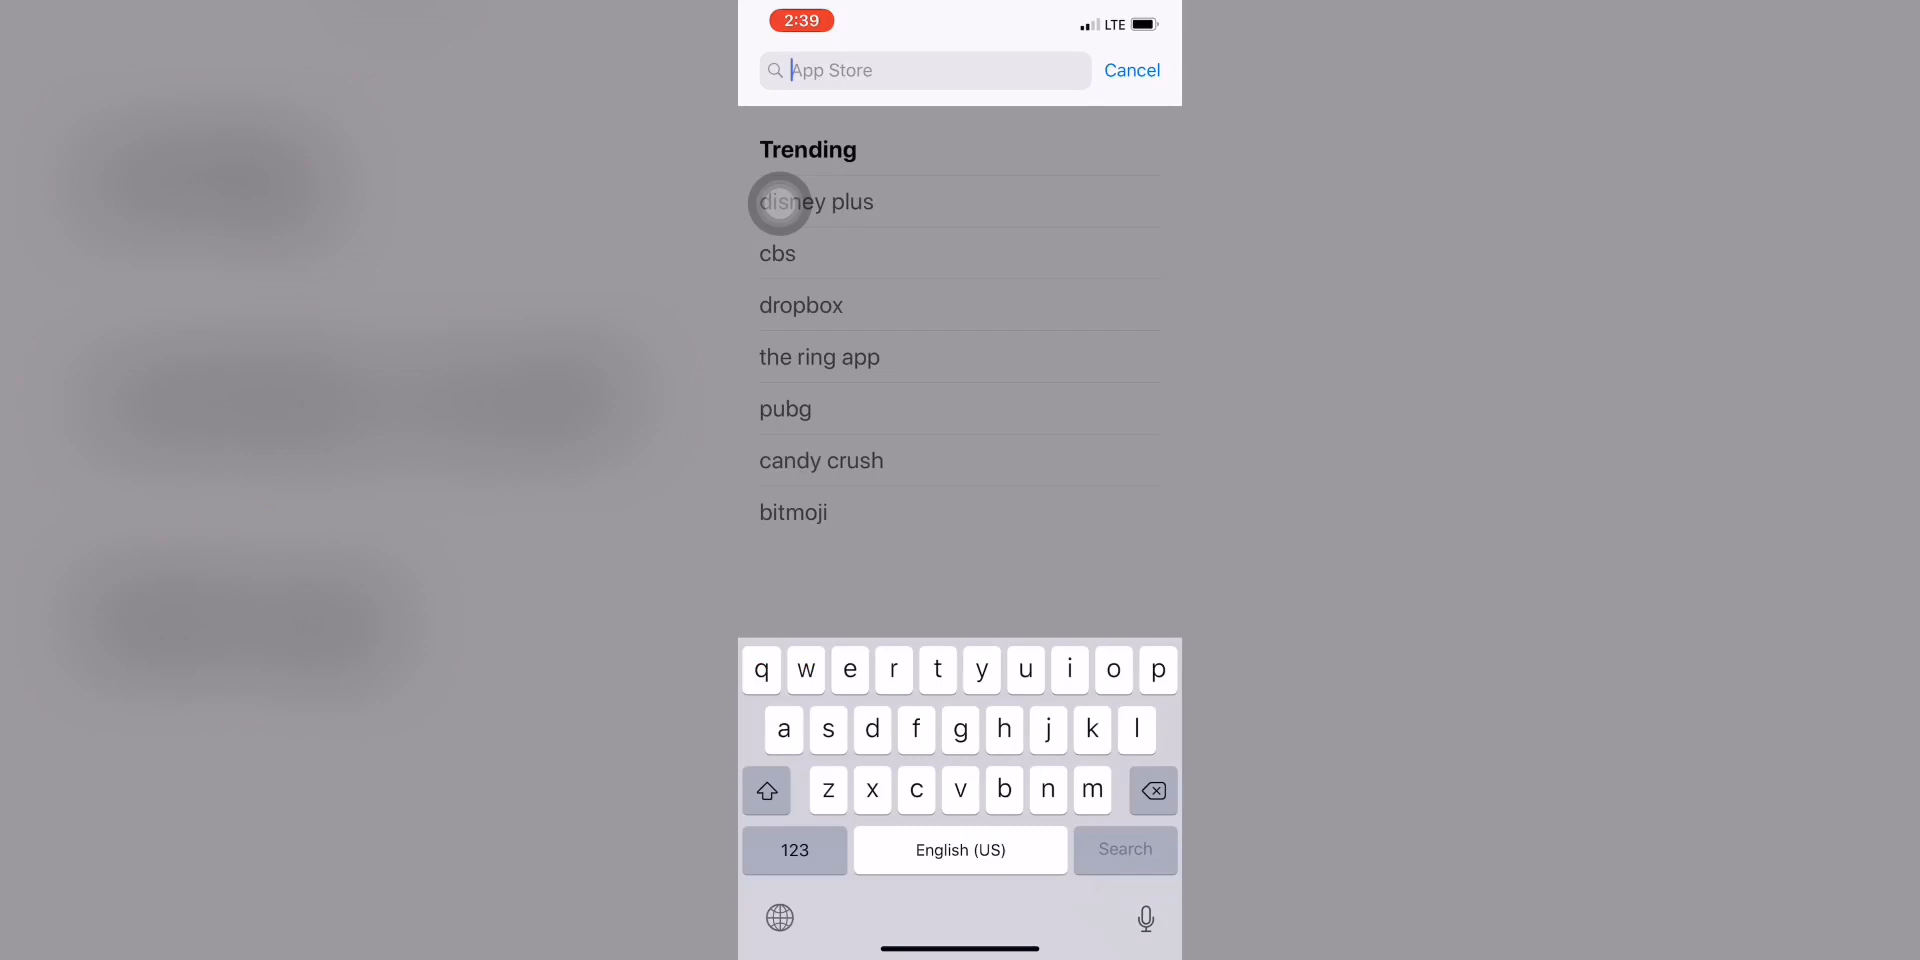 2:39
LTE
App Store
Cancel
Trending
disney plus
cbs
dropbox
the ring app
pubg
candy crush
bitmoji
q w e r t y u i o p
a s d f g h j k l
z x c v b n m
123
English (US)
Search